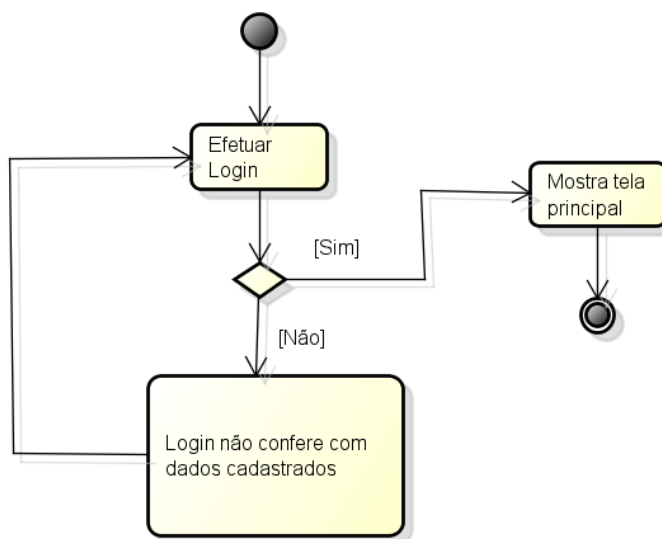 Efetuar
Login
Mostra tela
principal
[Sim]
[Não]
Login não confere com
dados cadastrados